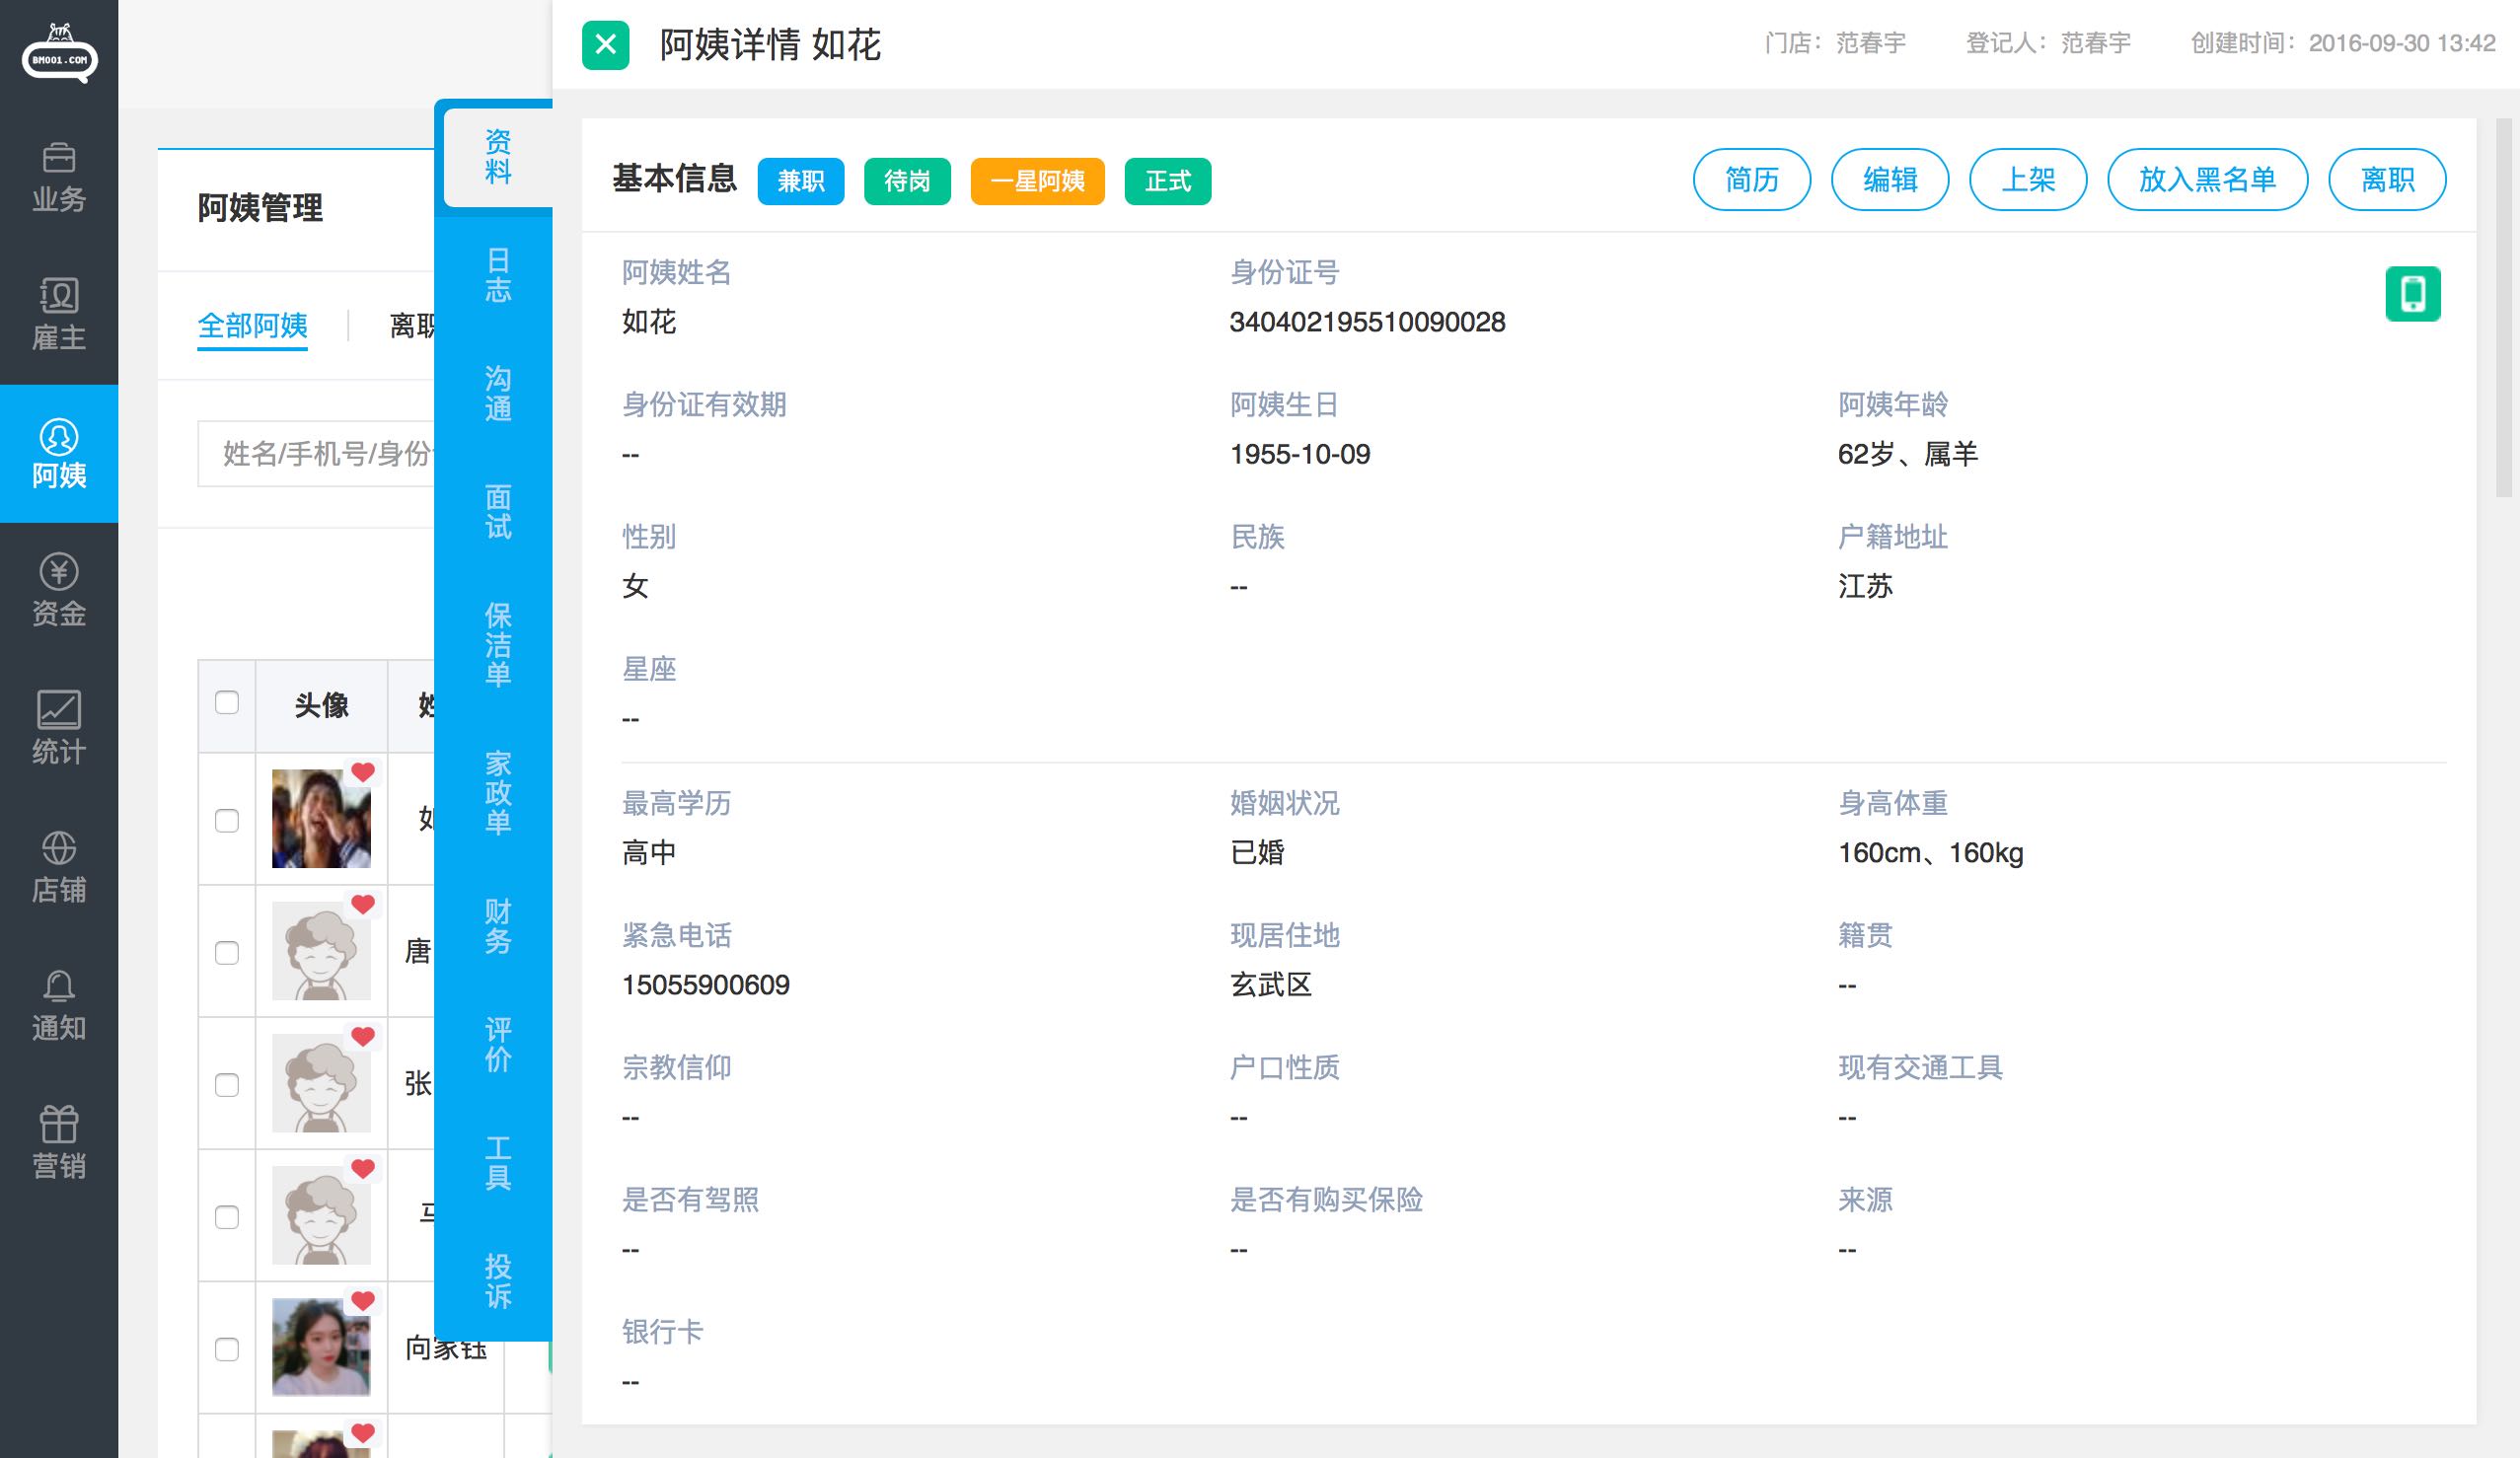 BM001.COM
业务
雇主
阿姨
资金
统计
店铺
通知
营销
阿姨管理
全部阿姨
离职
姓名/手机号/身份
头像
姓
如
唐
张
马
向家钰
资料
日志
沟通
面试
保洁单
家政单
财务
评价
工具
投诉
阿姨详情 如花
门店：范春宇 登记人：范春宇 创建时间：2016-09-30 13:42
基本信息 兼职 待岗 一星阿姨 正式 简历 编辑 上架 放入黑名单 离职
阿姨姓名 身份证号
如花 340402195510090028
身份证有效期 阿姨生日 阿姨年龄
-- 1955-10-09 62岁、属羊
性别 民族 户籍地址
女 -- 江苏
星座
--
最高学历 婚姻状况 身高体重
高中 已婚 160cm、160kg
紧急电话 现居住地 籍贯
15055900609 玄武区 --
宗教信仰 户口性质 现有交通工具
-- -- --
是否有驾照 是否有购买保险 来源
-- -- --
银行卡
--